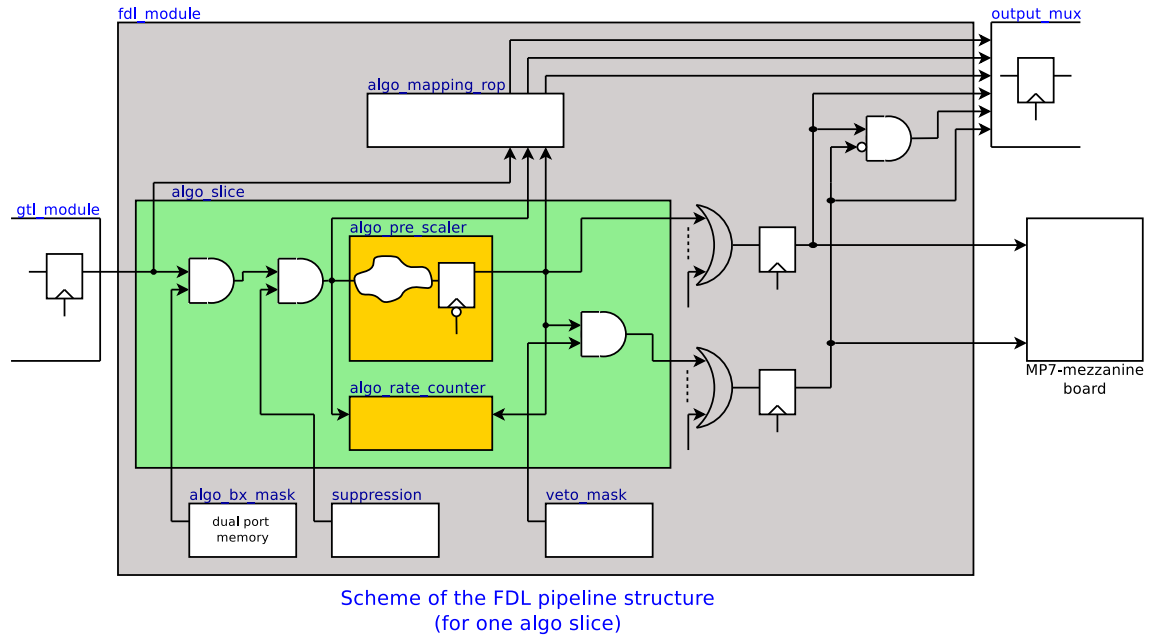 fdl_module
output_mux
algo_mapping_rop
algo_slice
gtl_module
algo_pre_scaler
MP7-mezzanine
board
algo_rate_counter
algo_bx_mask
suppression
veto_mask
dual port
memory
Scheme of the FDL pipeline structure
(for one algo slice)